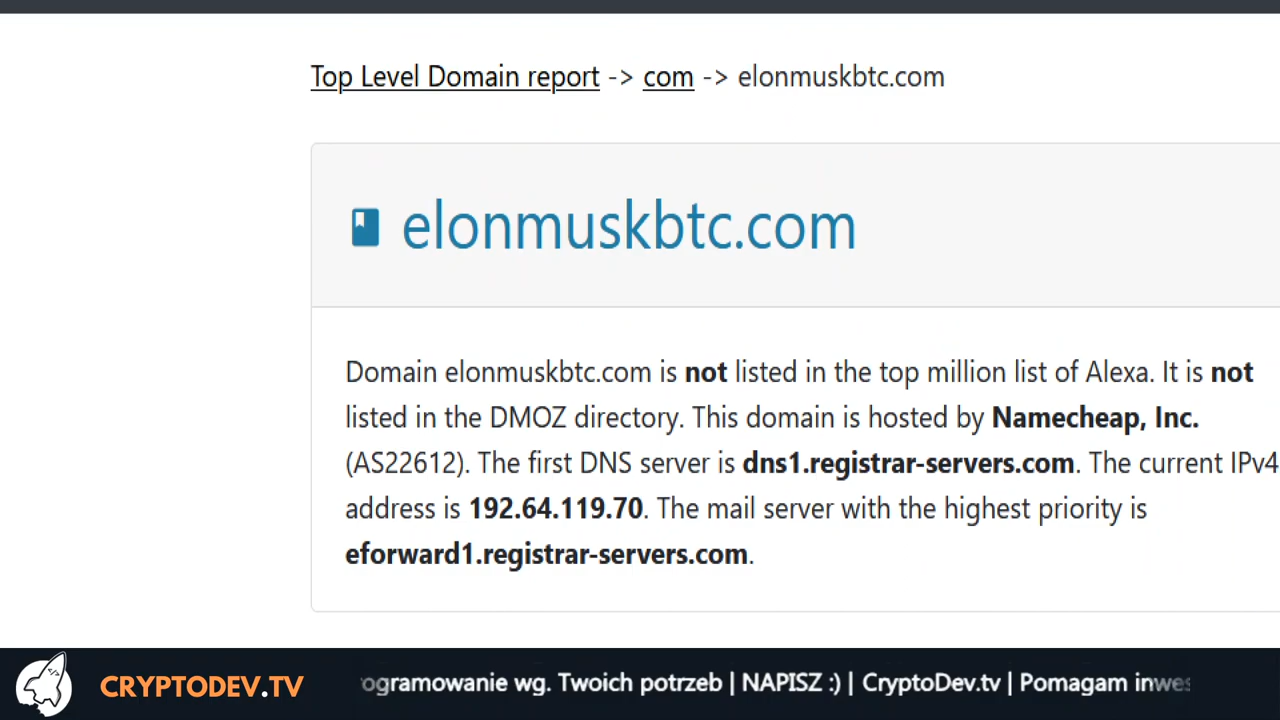 Top Level Domain report -> com -> elonmuskbtc.com
elonmuskbtc.com
Domain elonmuskbtc.com is not listed in the top million list of Alexa. It is not
listed in the DMOZ directory. This domain is hosted by Namecheap, Inc.
(AS22612). The first DNS server is dns1.registrar-servers.com. The current IPv4
address is 192.64.119.70. The mail server with the highest priority is
eforward1.registrar-servers.com.
CRYPTODEV.TV
ogramowanie wg. Twoich potrzeb | NAPISZ :) | CryptoDev.tv | Pomagam inwes